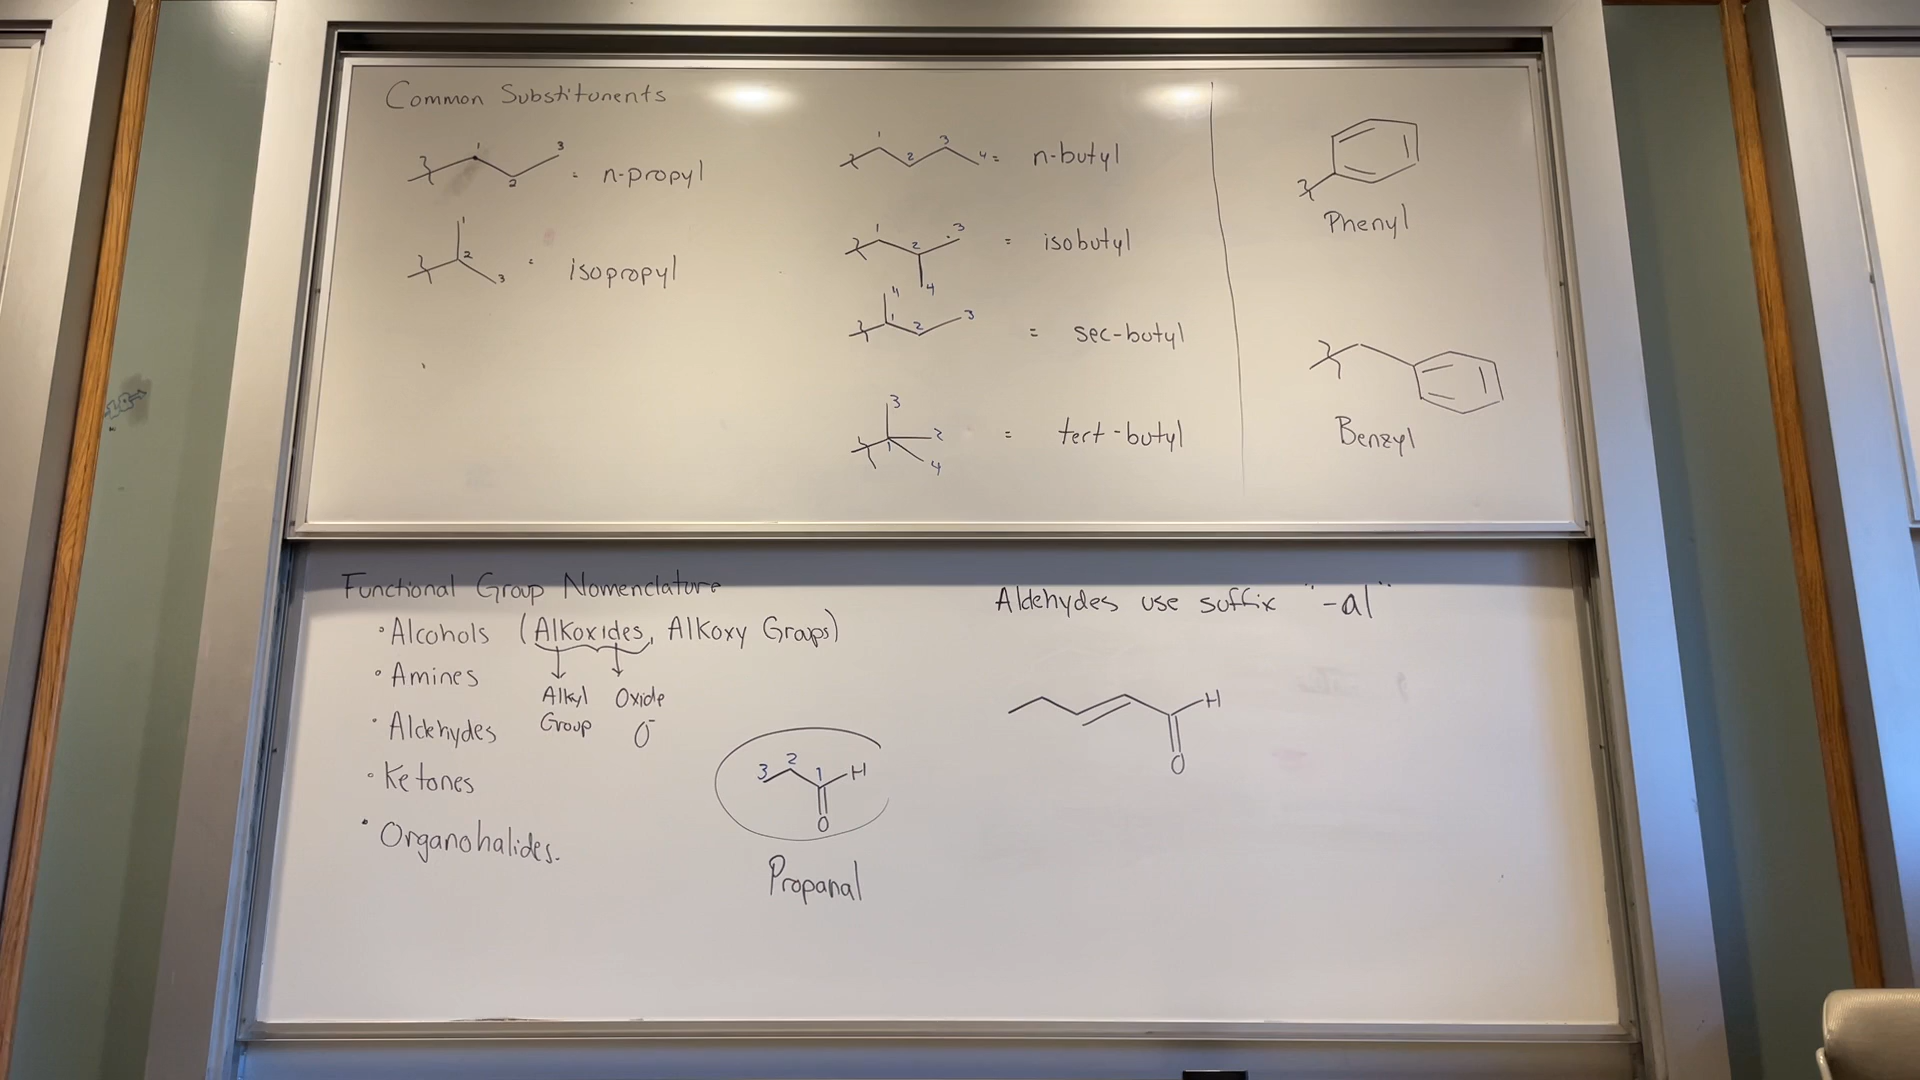 Common Substituents
1
2
3
= n-propyl
1
2
3
= isopropyl
1
2
3
4 = n-butyl
1
2
3
4
= isobutyl
4
1
2
3
= sec-butyl
3
2
1
4
= tert-butyl
Phenyl
Benzyl
Functional Group Nomenclature
• Alcohols (Alkoxides, Alkoxy Groups)
• Amines
• Aldehydes
• Ketones
• Organohalides.
Alkyl
Group
Oxide
O⁻
3 2 1 H
O
Propanal
Aldehydes use suffix "-al"
H
O